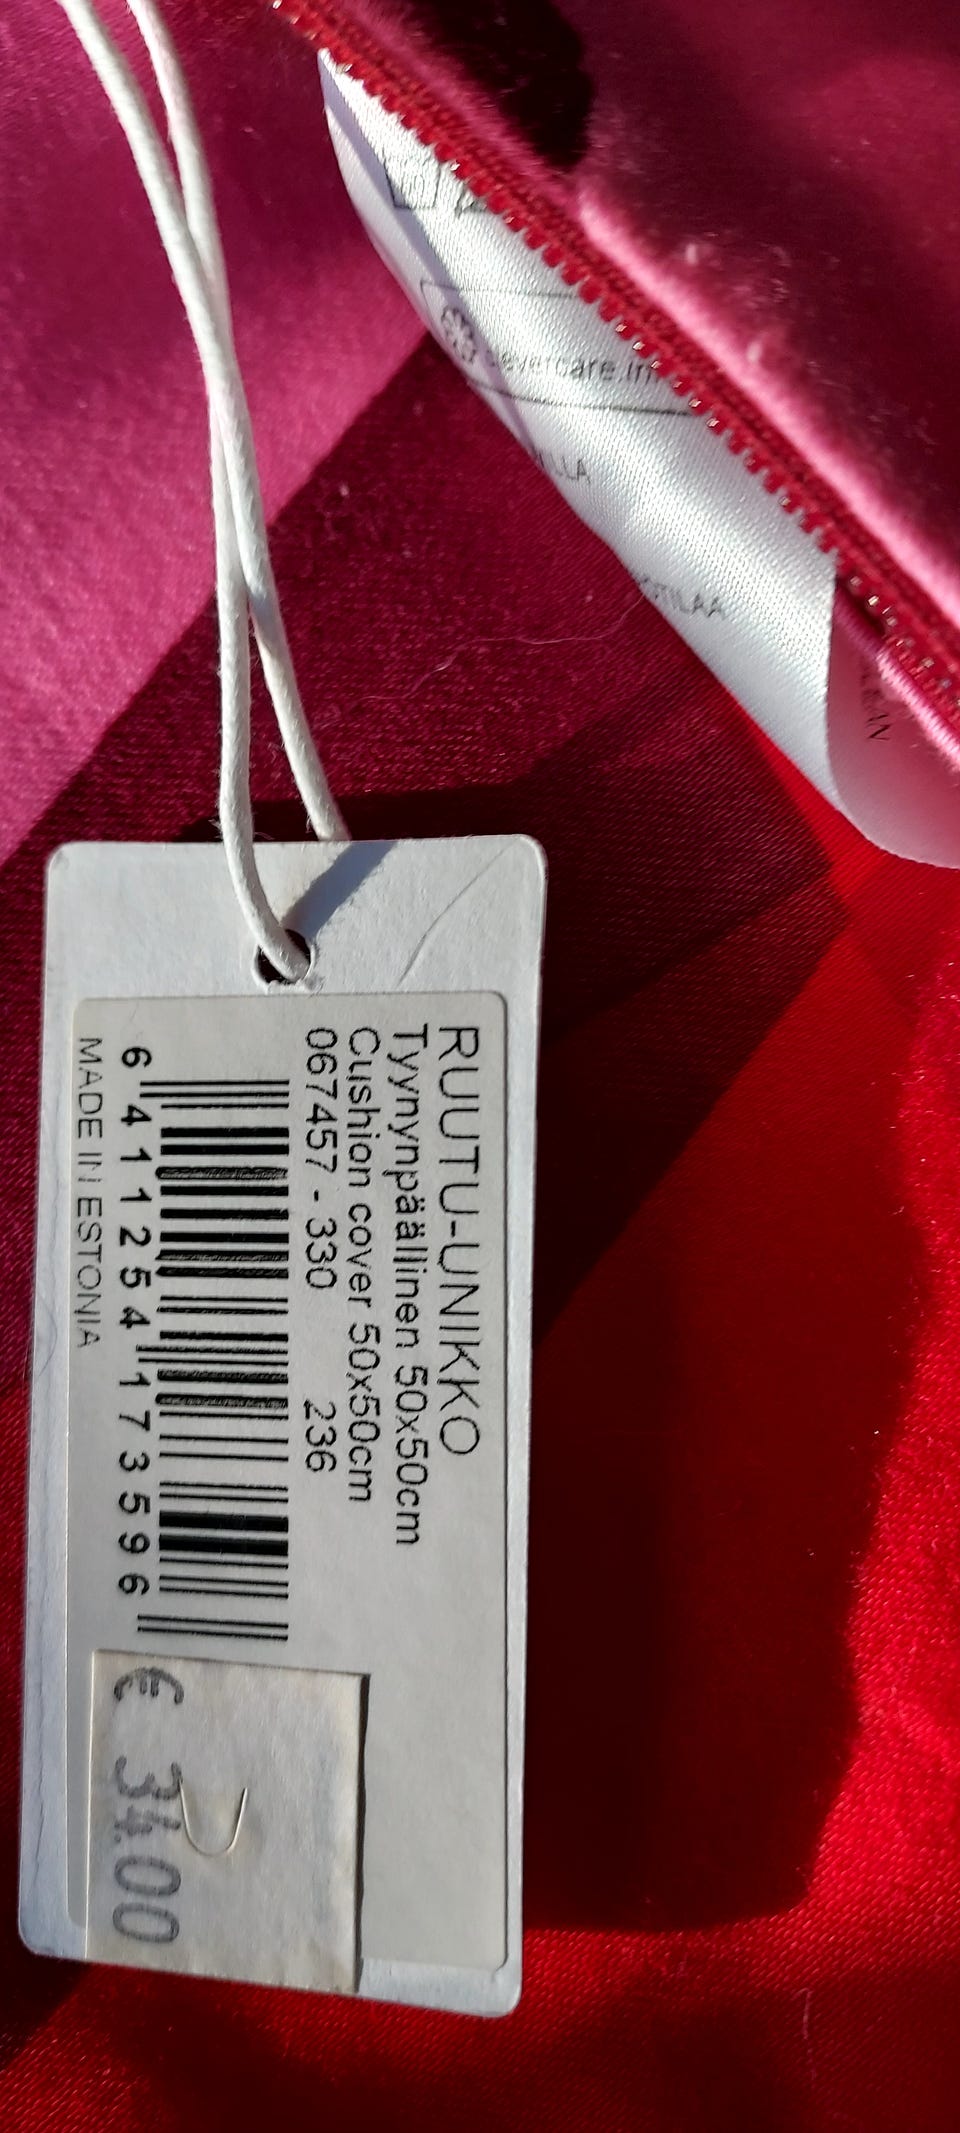 RUUTU-UNIKKO
Tyynynpäällinen 50x50cm
Cushion cover 50x50cm
067457 - 330 236
6 411254 173596
MADE IN ESTONIA
€ 34.00